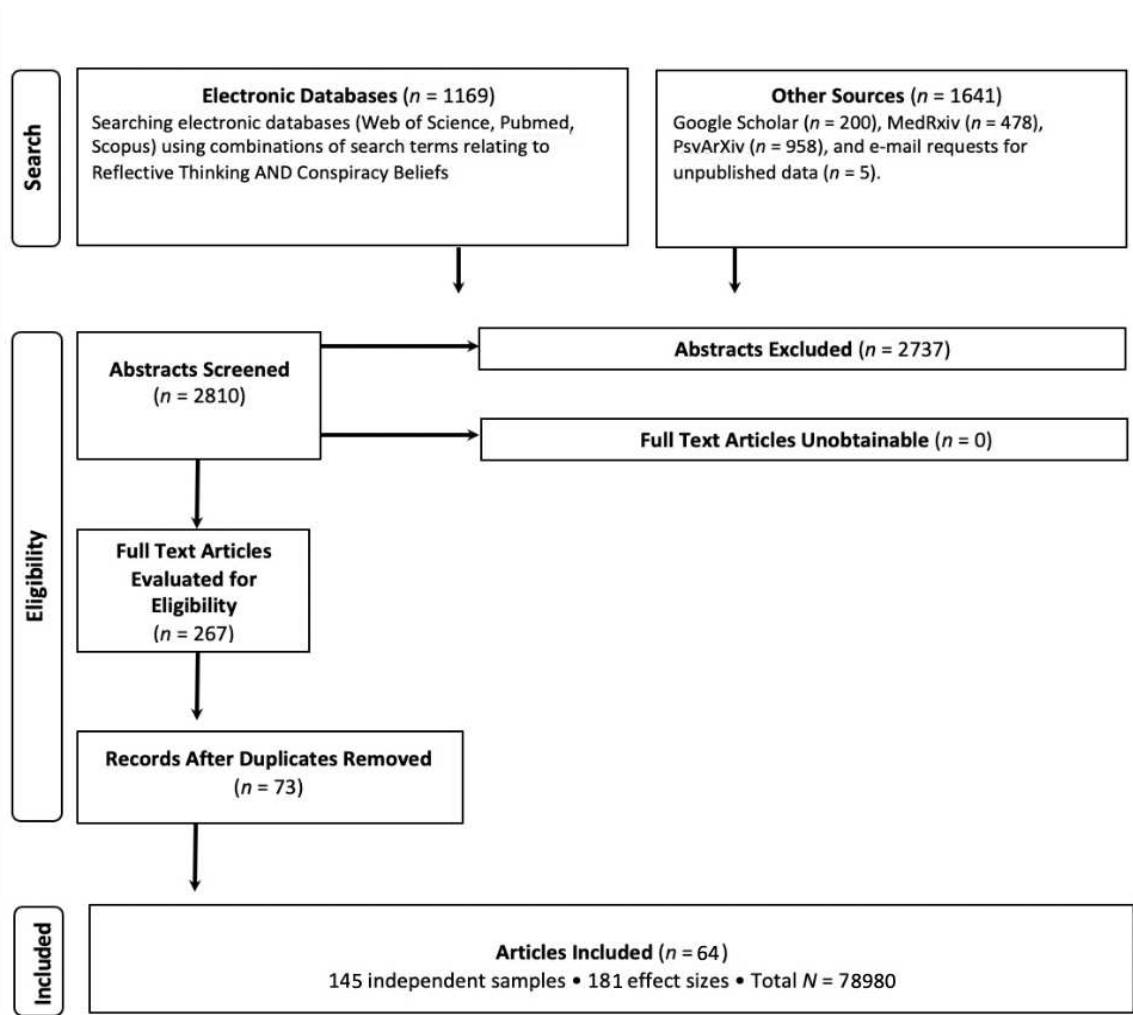 Search
Electronic Databases (n = 1169)
Searching electronic databases (Web of Science, Pubmed,
Scopus) using combinations of search terms relating to
Reflective Thinking AND Conspiracy Beliefs
Other Sources (n = 1641)
Google Scholar (n = 200), MedRxiv (n = 478),
PsvArXiv (n = 958), and e-mail requests for
unpublished data (n = 5).
Eligibility
Abstracts Screened
(n = 2810)
Abstracts Excluded (n = 2737)
Full Text Articles Unobtainable (n = 0)
Full Text Articles
Evaluated for
Eligibility
(n = 267)
Records After Duplicates Removed
(n = 73)
Included
Articles Included (n = 64)
145 independent samples • 181 effect sizes • Total N = 78980